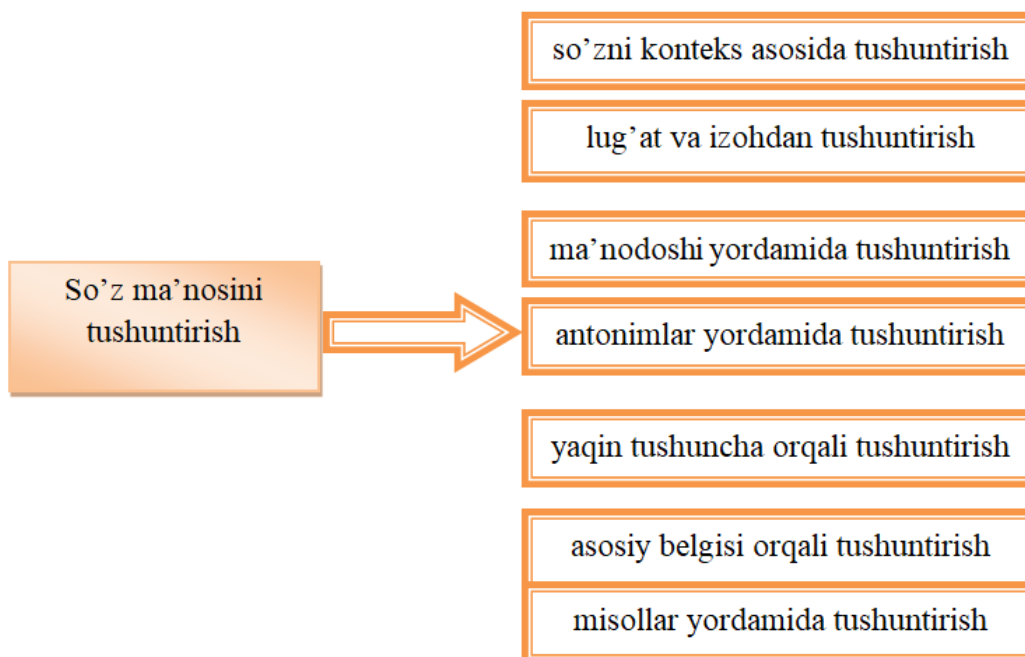 so’zni konteks asosida tushuntirish
lug’at va izohdan tushuntirish
ma’nodoshi yordamida tushuntirish
So’z ma’nosini
tushuntirish
antonimlar yordamida tushuntirish
yaqin tushuncha orqali tushuntirish
asosiy belgisi orqali tushuntirish
misollar yordamida tushuntirish